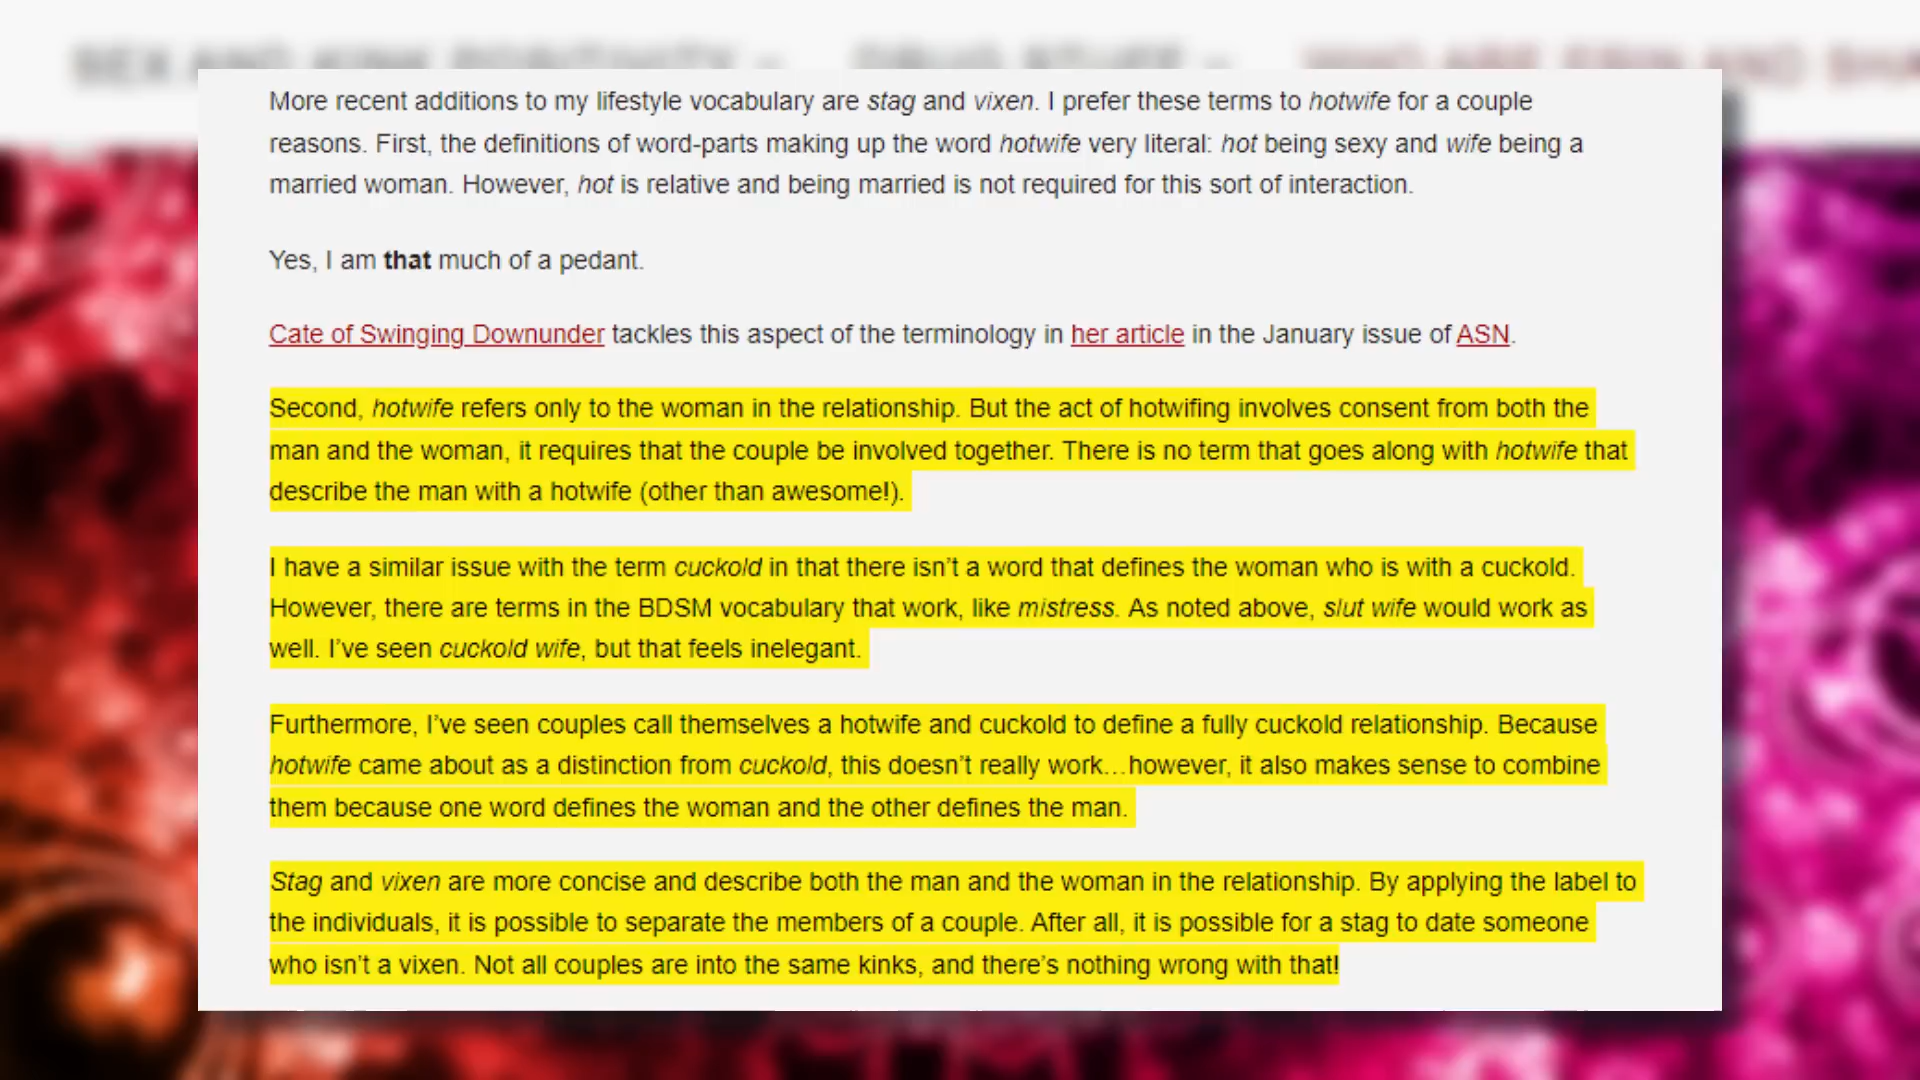 SEX AND KINK POSITIVITY
DRUG STUFF
WHO ARE ERIN AND
More recent additions to my lifestyle vocabulary are stag and vixen. I prefer these terms to hotwife for a couple
reasons. First, the definitions of word-parts making up the word hotwife very literal: hot being sexy and wife being a
married woman. However, hot is relative and being married is not required for this sort of interaction.
Yes, I am that much of a pedant.
Cate of Swinging Downunder tackles this aspect of the terminology in her article in the January issue of ASN.
Second, hotwife refers only to the woman in the relationship. But the act of hotwifing involves consent from both the
man and the woman, it requires that the couple be involved together. There is no term that goes along with hotwife that
describe the man with a hotwife (other than awesome!).
I have a similar issue with the term cuckold in that there isn’t a word that defines the woman who is with a cuckold.
However, there are terms in the BDSM vocabulary that work, like mistress. As noted above, slut wife would work as
well. I’ve seen cuckold wife, but that feels inelegant.
Furthermore, I’ve seen couples call themselves a hotwife and cuckold to define a fully cuckold relationship. Because
hotwife came about as a distinction from cuckold, this doesn’t really work…however, it also makes sense to combine
them because one word defines the woman and the other defines the man.
Stag and vixen are more concise and describe both the man and the woman in the relationship. By applying the label to
the individuals, it is possible to separate the members of a couple. After all, it is possible for a stag to date someone
who isn’t a vixen. Not all couples are into the same kinks, and there’s nothing wrong with that!